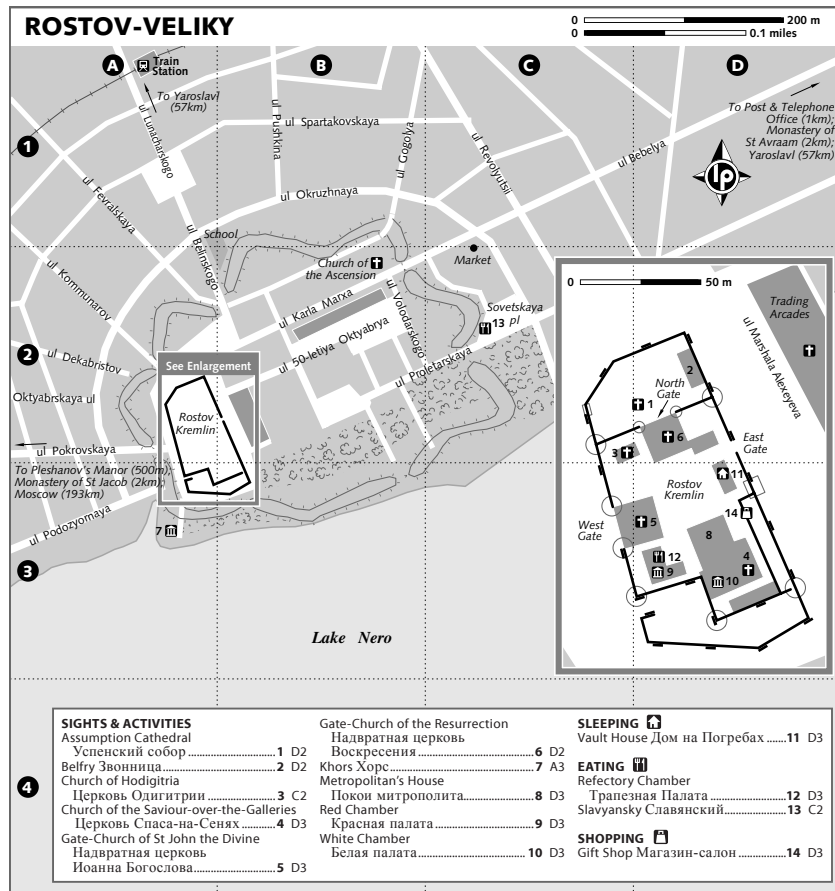 ROSTOV-VELIKY
0 200 m
0 0.1 miles
A
B
C
D
Train
Station
To Yaroslavl
(57km)
ul Lunacharskogo
ul Pushkina
ul Spartakovskaya
ul Gogolya
ul Revolyutsii
ul Bebelya
To Post & Telephone
Office (1km);
Monastery of
St Avraam (2km);
Yaroslavl (57km)
lp
1
ul Fevralskaya
ul Okruzhnaya
School
ul Belinskogo
ul Kommunarov
Church of
the Ascension
Market
ul Karla Marxa
ul Volodarskogo
Sovetskaya
pl
13
ul 50-letiya Oktyabrya
ul Proletarskaya
2
ul Dekabristov
See Enlargement
Oktyabrskaya ul
Rostov
Kremlin
ul Pokrovskaya
To Pleshanov's Manor (500m);
Monastery of St Jacob (2km);
Moscow (193km)
ul Podozyornaya
7
3
Lake Nero
0 50 m
Trading
Arcades
ul Marshala Alexeyeva
2
North
Gate
1
6
3
East
Gate
11
Rostov
Kremlin
14
West
Gate
5
8
12
4
9
10
4
SIGHTS & ACTIVITIES
Assumption Cathedral
Успенский собор 1 D2
Belfry Звонница 2 D2
Church of Hodigitria
Церковь Одигитрии 3 C2
Church of the Saviour-over-the-Galleries
Церковь Спаса-на-Сенях 4 D3
Gate-Church of St John the Divine
Надвратная церковь
Иоанна Богослова 5 D3
Gate-Church of the Resurrection
Надвратная церковь
Воскресения 6 D2
Khors Хорс 7 A3
Metropolitan's House
Покои митрополита 8 D3
Red Chamber
Красная палата 9 D3
White Chamber
Белая палата 10 D3
SLEEPING
Vault House Дом на Погребах 11 D3
EATING
Refectory Chamber
Трапезная Палата 12 D3
Slavyansky Славянский 13 C2
SHOPPING
Gift Shop Магазин-салон 14 D3